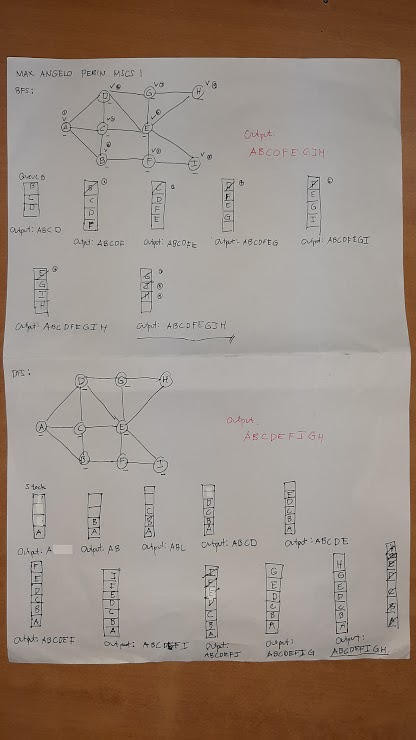 MAX ANGELO PERIN MSCS 1
BFS:
D G H
A C E
B F I
Output:
ABCDFEGIH
Queue
B
C
D
Output: ABCD
B
C
D
F
Output: ABCDF
C
D
F
E
Output: ABCDFE
D
F
E
G
Output: ABCDFEG
F
E
G
I
Output: ABCDFEGI
E
G
I
H
Output: ABCDFEGIH
G
I
H
Output: ABCDFEGIH
DFS:
D G H
A C E
B F I
Output:
ABCDEFIGH
Stack
A
Output: A
B
A
Output: AB
C
B
A
Output: ABC
D
C
B
A
Output: ABCD
E
D
C
B
A
Output: ABCDE
F
E
D
C
B
A
Output: ABCDEF
I
F
E
D
C
B
A
Output: ABCDEFI
I
F
E
D
C
B
A
Output:
ABCDEFI
G
E
D
C
B
A
Output:
ABCDEFIG
H
G
E
D
C
B
A
Output:
ABCDEFIGH